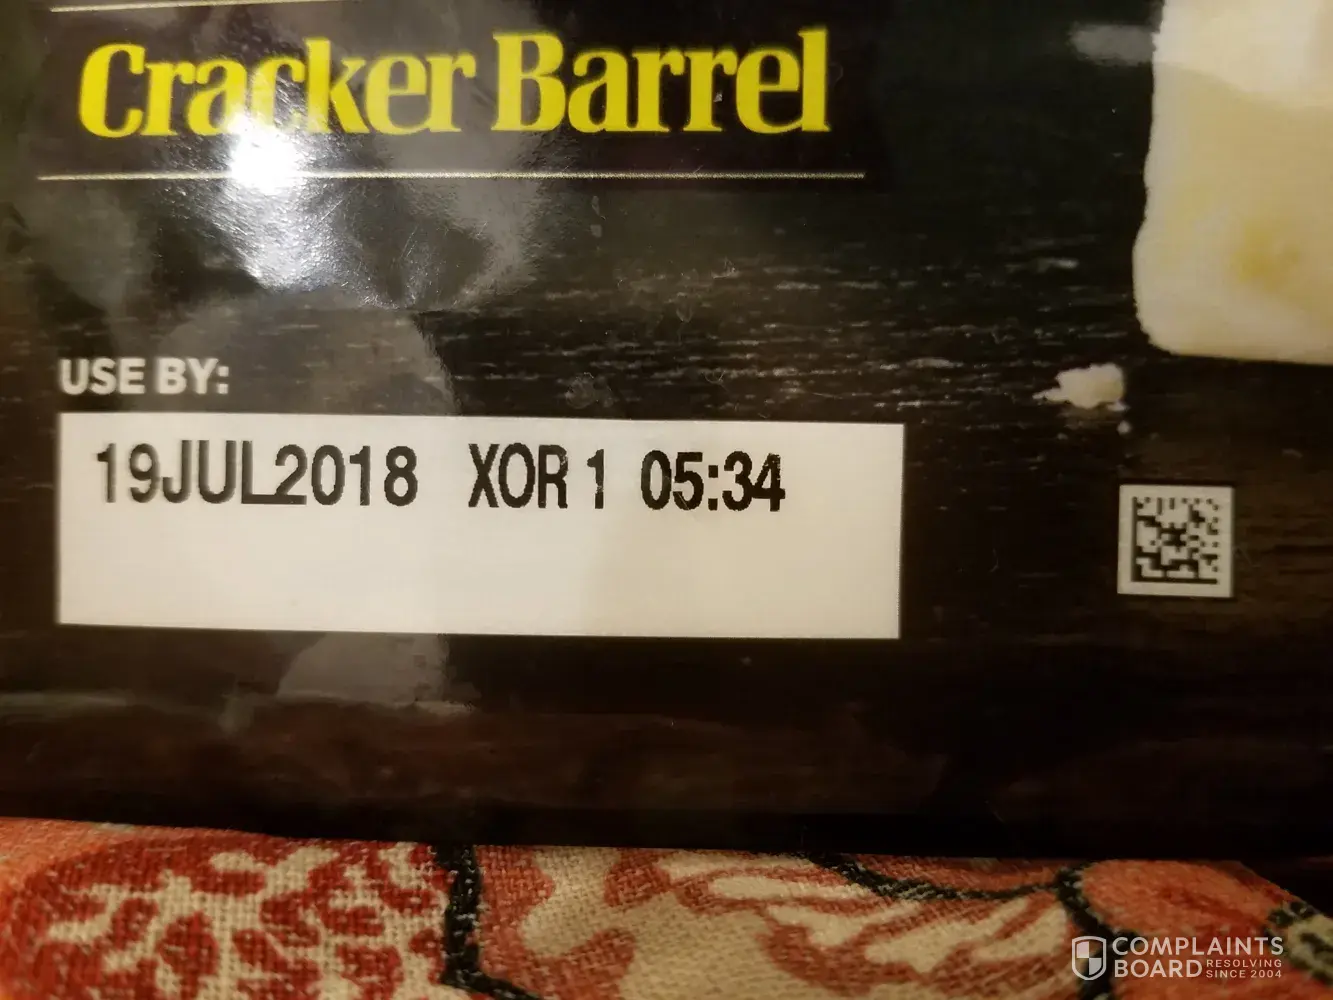 Cracker Barrel
USE BY:
19JUL2018 XOR 1 05:34
COMPLAINTS
BOARD RESOLVING
SINCE 2004